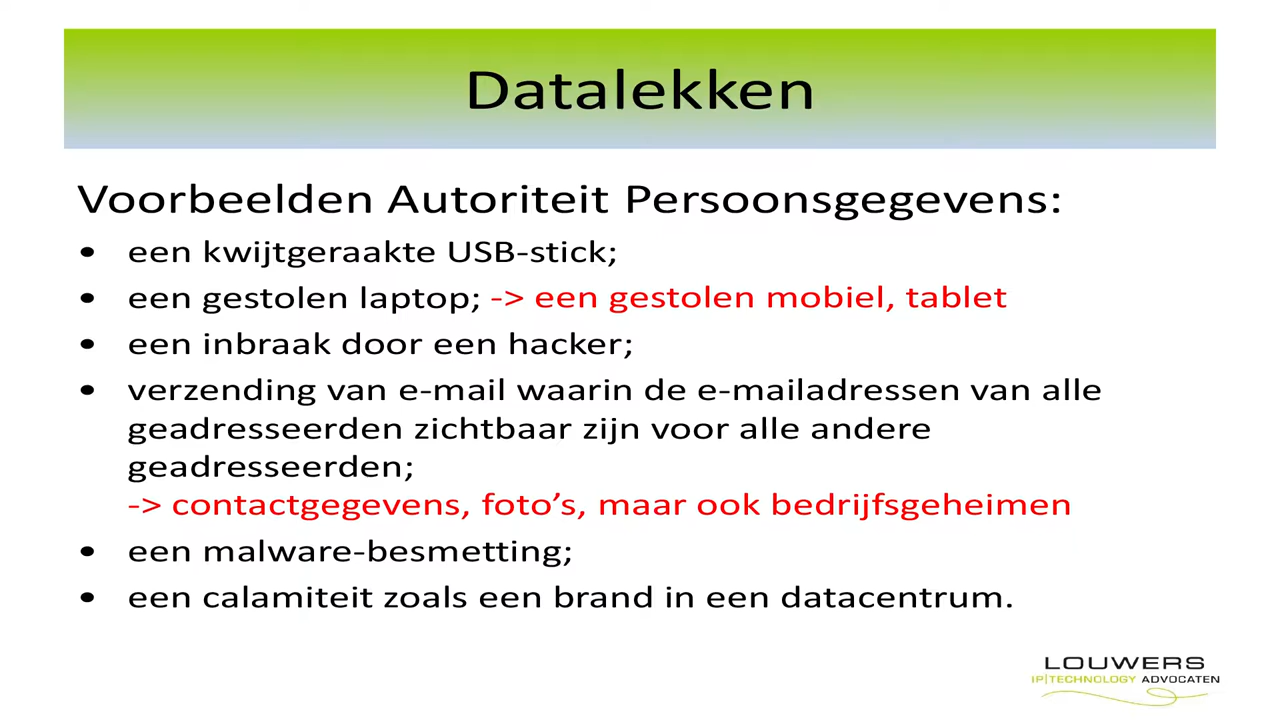 Datalekken
Voorbeelden Autoriteit Persoonsgegevens:
• een kwijtgeraakte USB-stick;
• een gestolen laptop; -> een gestolen mobiel, tablet
• een inbraak door een hacker;
• verzending van e-mail waarin de e-mailadressen van alle
geadresseerden zichtbaar zijn voor alle andere
geadresseerden;
-> contactgegevens, foto’s, maar ook bedrijfsgeheimen
• een malware-besmetting;
• een calamiteit zoals een brand in een datacentrum.
LOUWERS
IP|TECHNOLOGY ADVOCATEN